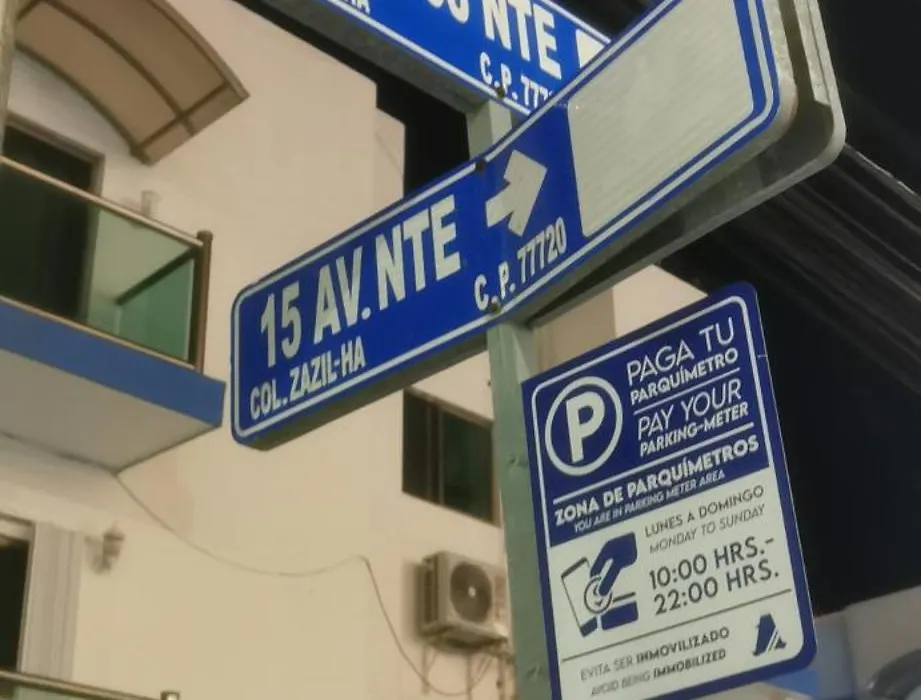 NTE
C.P.
15 AV. NTE
COL. ZAZIL-HA
C.P. 77720
P
PAGA TU
PARQUÍMETRO
PAY YOUR
PARKING-METER
ZONA DE PARQUÍMETROS
YOU ARE IN PARKING METER AREA
LUNES A DOMINGO
MONDAY TO SUNDAY
10:00 HRS.-
22:00 HRS.
EVITA SER INMOVILIZADO
AVOID BEING IMMOBILIZED